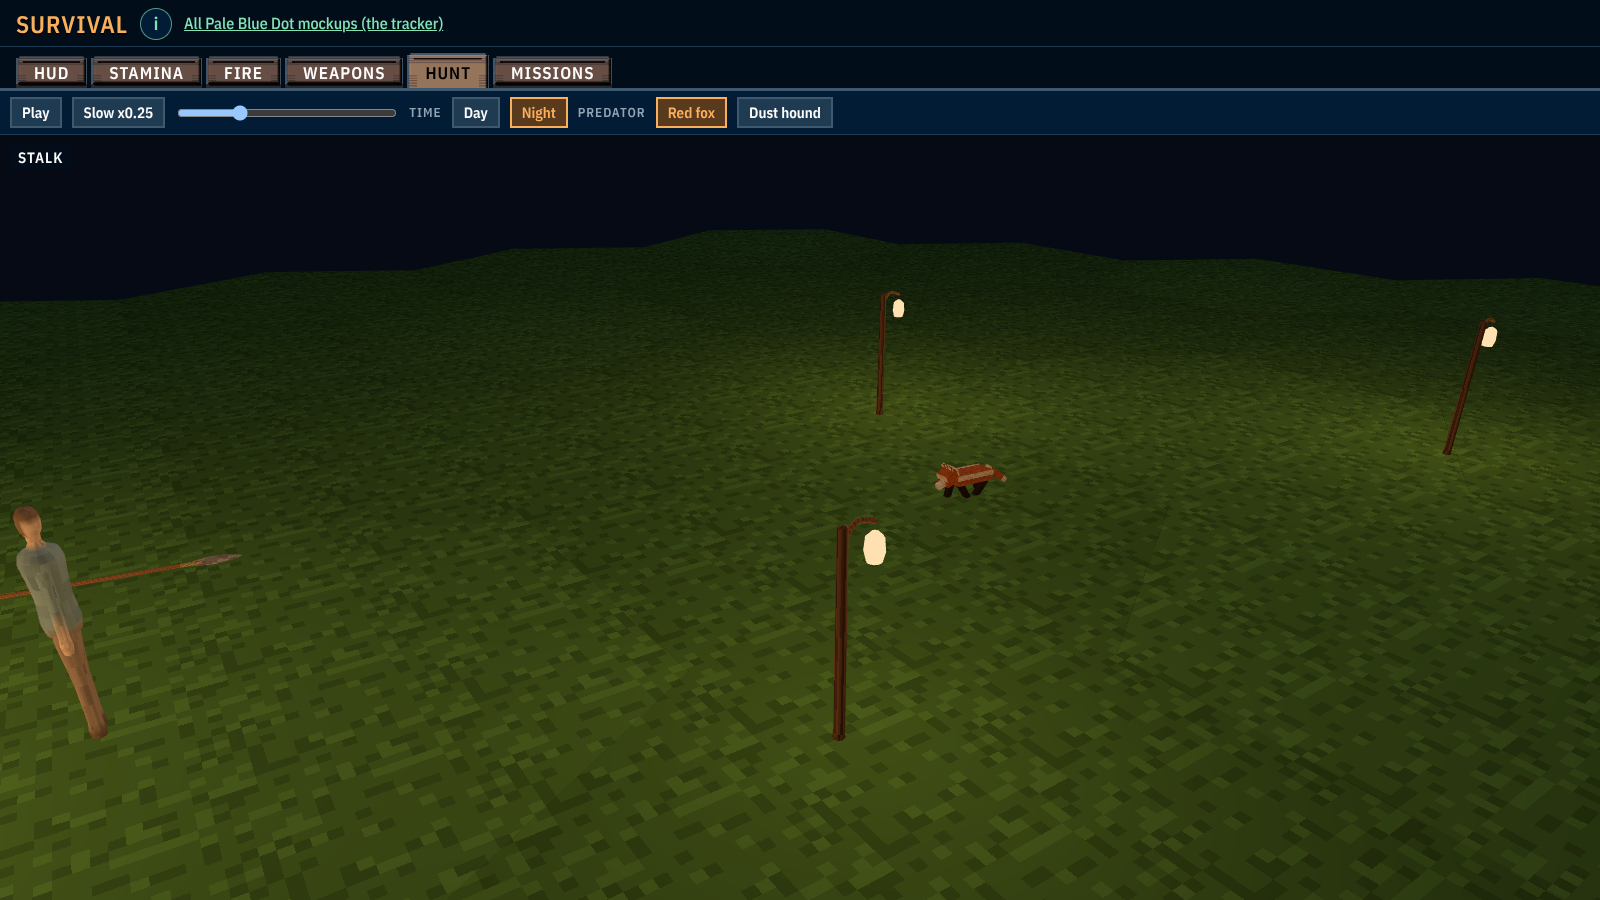 SURVIVAL i All Pale Blue Dot mockups (the tracker)
HUD STAMINA FIRE WEAPONS HUNT MISSIONS
Play Slow x0.25 TIME Day Night PREDATOR Red fox Dust hound
STALK